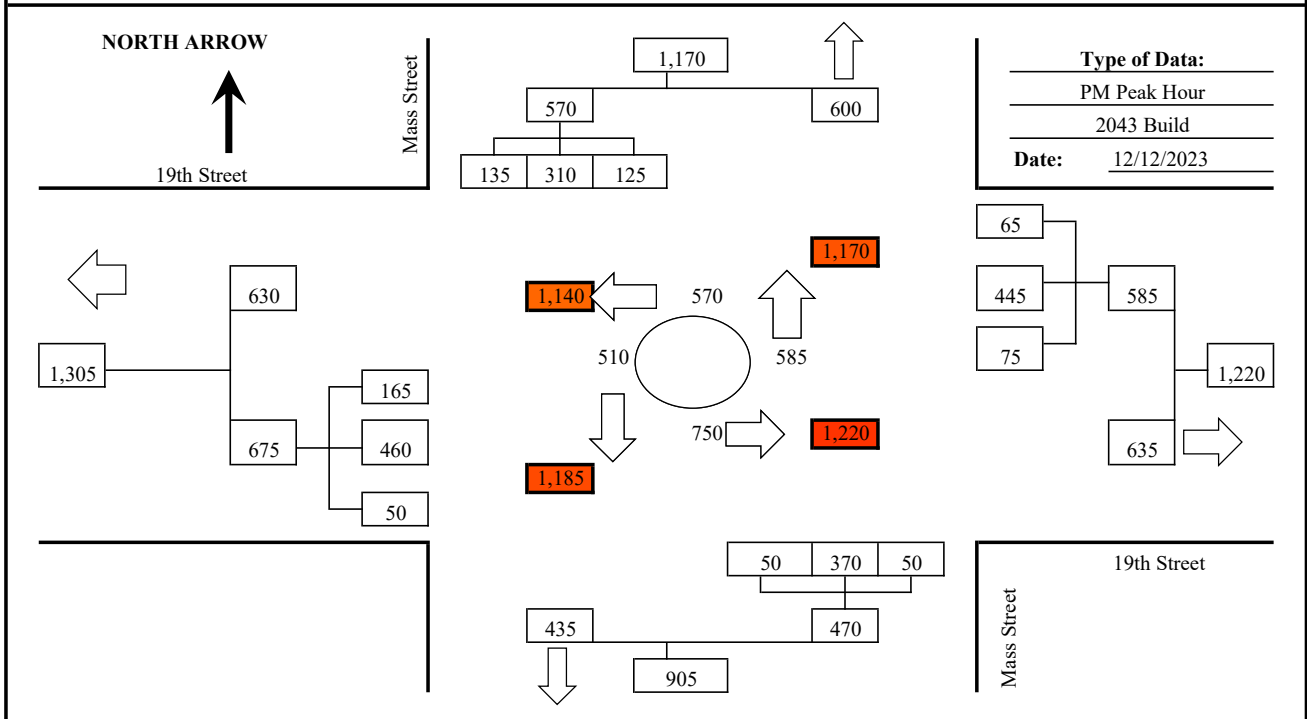 NORTH ARROW
Mass Street
19th Street
1,170
570
600
135 310 125
Type of Data:
PM Peak Hour
2043 Build
Date: 12/12/2023
630
1,305
675
165
460
50
1,170
1,140
570
510
585
750
1,220
1,185
65
445
75
585
1,220
635
50 370 50
435
470
905
Mass Street
19th Street